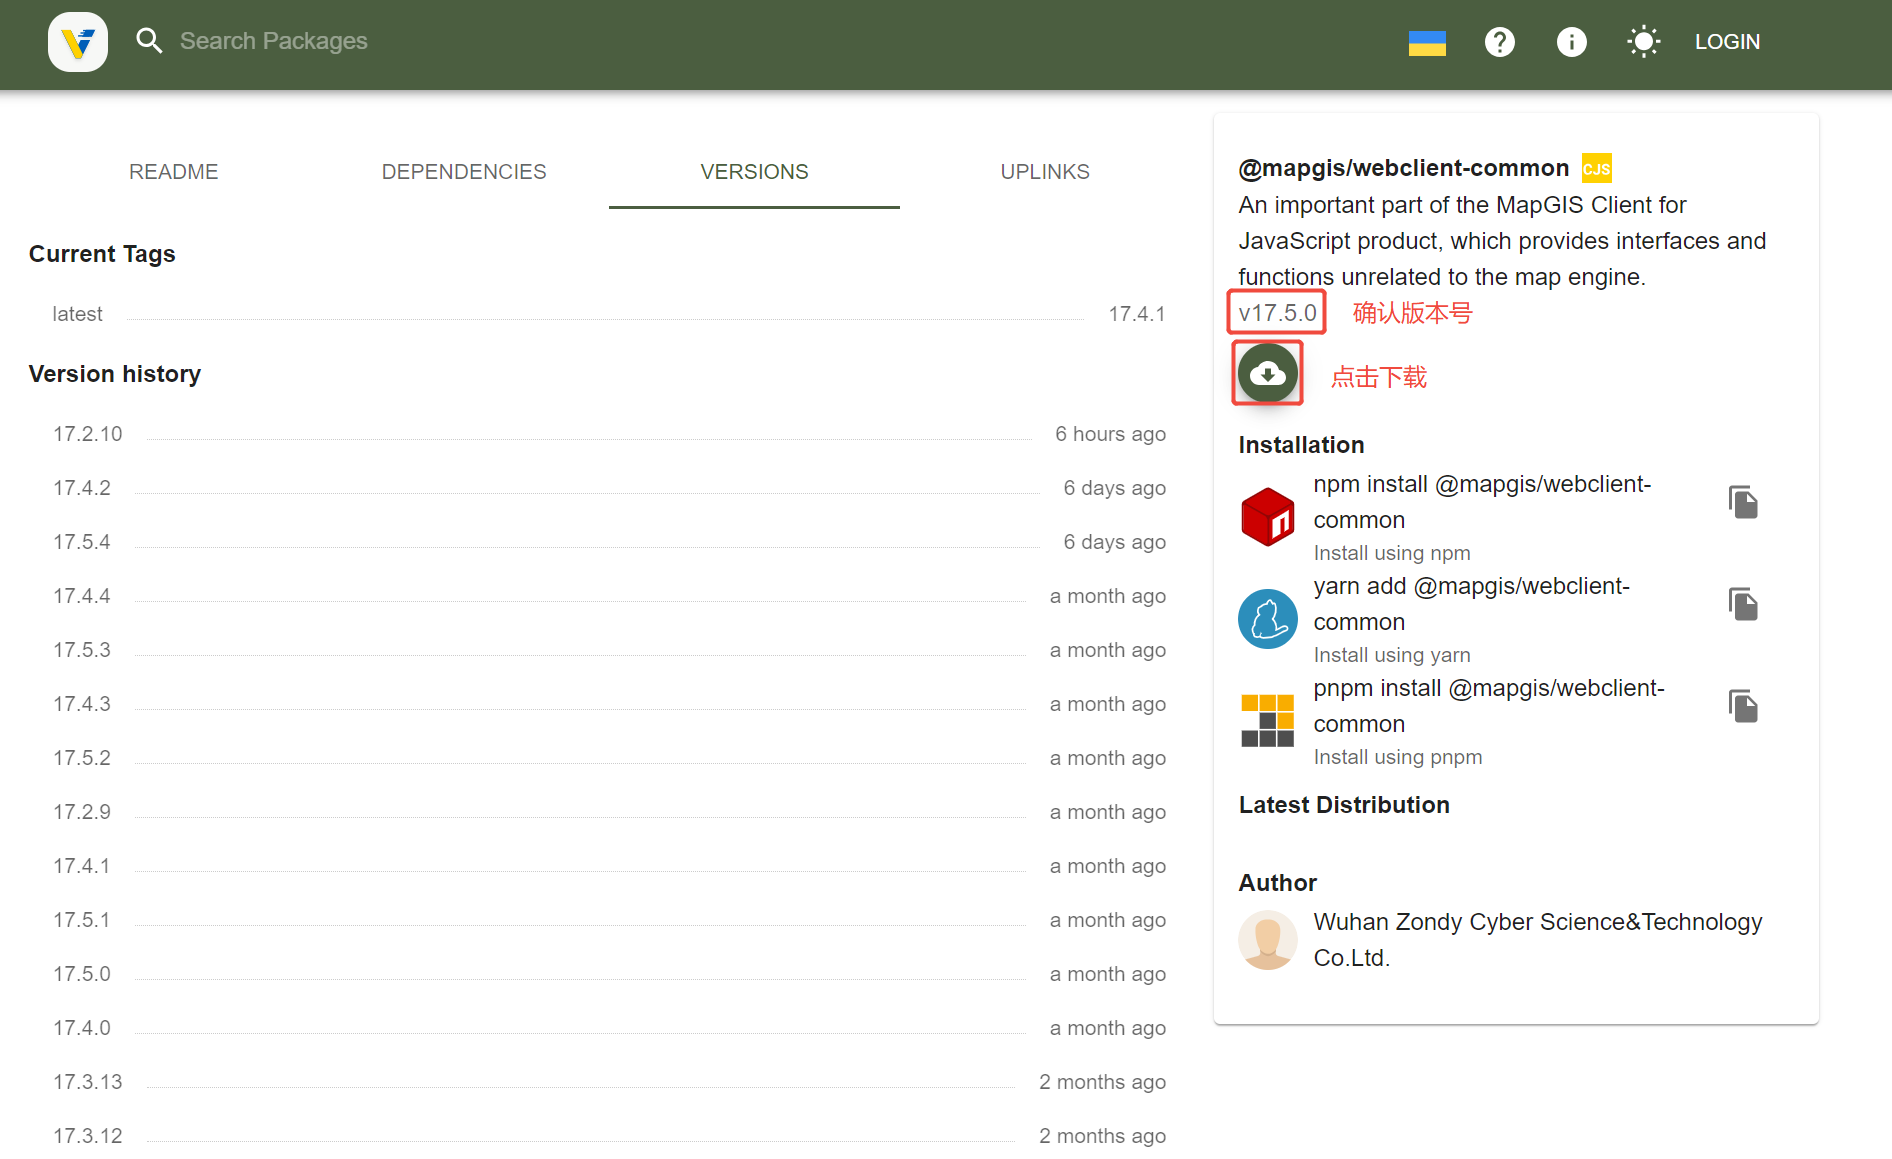 Search Packages
LOGIN
README
DEPENDENCIES
VERSIONS
UPLINKS
Current Tags
latest 17.4.1
Version history
17.2.10 6 hours ago
17.4.2 6 days ago
17.5.4 6 days ago
17.4.4 a month ago
17.5.3 a month ago
17.4.3 a month ago
17.5.2 a month ago
17.2.9 a month ago
17.4.1 a month ago
17.5.1 a month ago
17.5.0 a month ago
17.4.0 a month ago
17.3.13 2 months ago
17.3.12 2 months ago
@mapgis/webclient-common CJS
An important part of the MapGIS Client for
JavaScript product, which provides interfaces and
functions unrelated to the map engine.
v17.5.0 确认版本号
点击下载
Installation
npm install @mapgis/webclient-
common
Install using npm
yarn add @mapgis/webclient-
common
Install using yarn
pnpm install @mapgis/webclient-
common
Install using pnpm
Latest Distribution
Author
Wuhan Zondy Cyber Science&Technology
Co.Ltd.